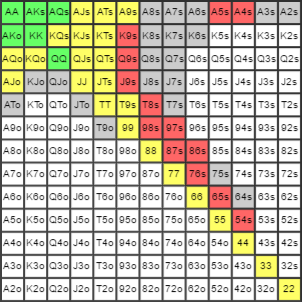 AA AKs AQs AJs ATs A9s A8s A7s A6s A5s A4s A3s A2s
AKo KK KQs KJs KTs K9s K8s K7s K6s K5s K4s K3s K2s
AQo KQo QQ QJs QTs Q9s Q8s Q7s Q6s Q5s Q4s Q3s Q2s
AJo KJo QJo JJ JTs J9s J8s J7s J6s J5s J4s J3s J2s
ATo KTo QTo JTo TT T9s T8s T7s T6s T5s T4s T3s T2s
A9o K9o Q9o J9o T9o 99 98s 97s 96s 95s 94s 93s 92s
A8o K8o Q8o J8o T8o 98o 88 87s 86s 85s 84s 83s 82s
A7o K7o Q7o J7o T7o 97o 87o 77 76s 75s 74s 73s 72s
A6o K6o Q6o J6o T6o 96o 86o 76o 66 65s 64s 63s 62s
A5o K5o Q5o J5o T5o 95o 85o 75o 65o 55 54s 53s 52s
A4o K4o Q4o J4o T4o 94o 84o 74o 64o 54o 44 43s 42s
A3o K3o Q3o J3o T3o 93o 83o 73o 63o 53o 43o 33 32s
A2o K2o Q2o J2o T2o 92o 82o 72o 62o 52o 42o 32o 22